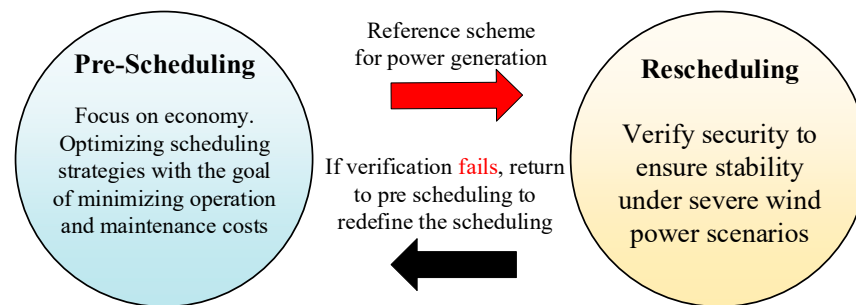 Pre-Scheduling
Focus on economy.
Optimizing scheduling
strategies with the goal
of minimizing operation
and maintenance costs
Reference scheme
for power generation
If verification fails, return
to pre scheduling to
redefine the scheduling
Rescheduling
Verify security to
ensure stability
under severe wind
power scenarios